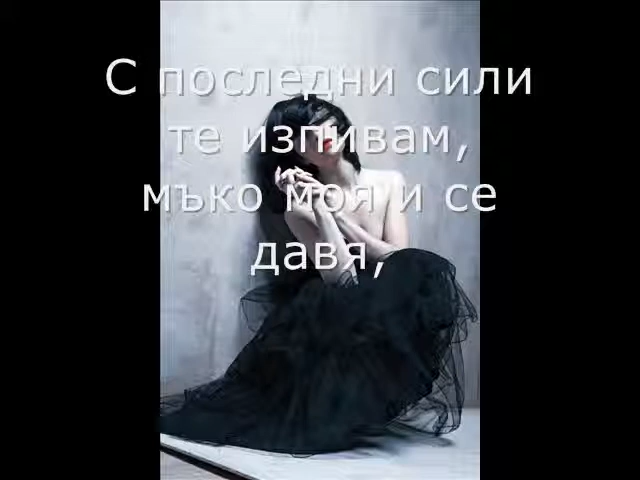 С последни сили
те изпивам,
мъко моя и се
давя,